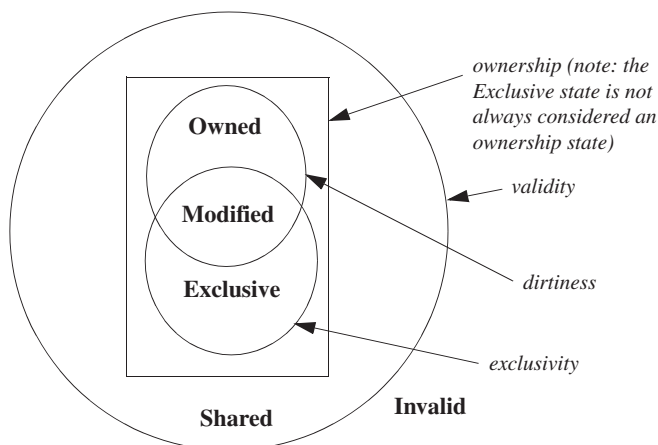 ownership (note: the
Exclusive state is not
always considered an
ownership state)
Owned
validity
Modified
dirtiness
Exclusive
exclusivity
Shared
Invalid